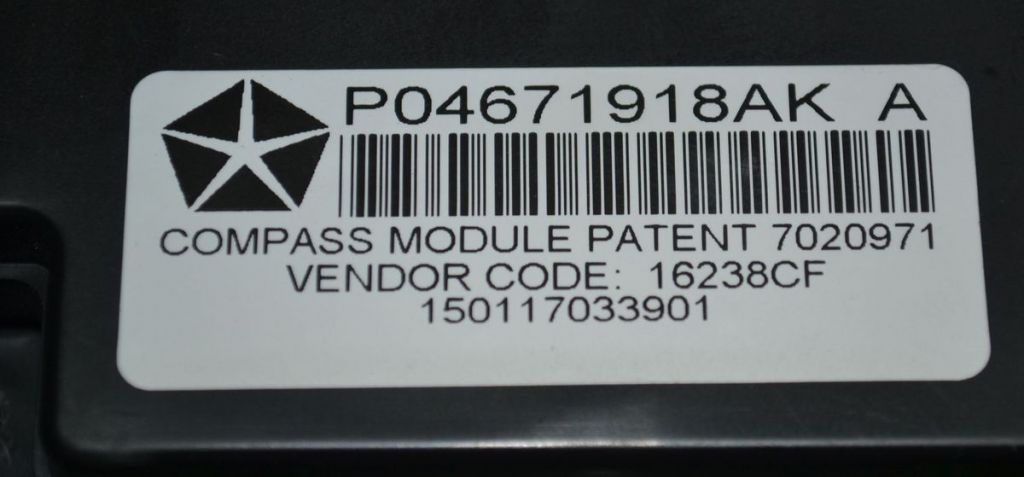 P04671918AK A
COMPASS MODULE PATENT 7020971
VENDOR CODE: 16238CF
150117033901